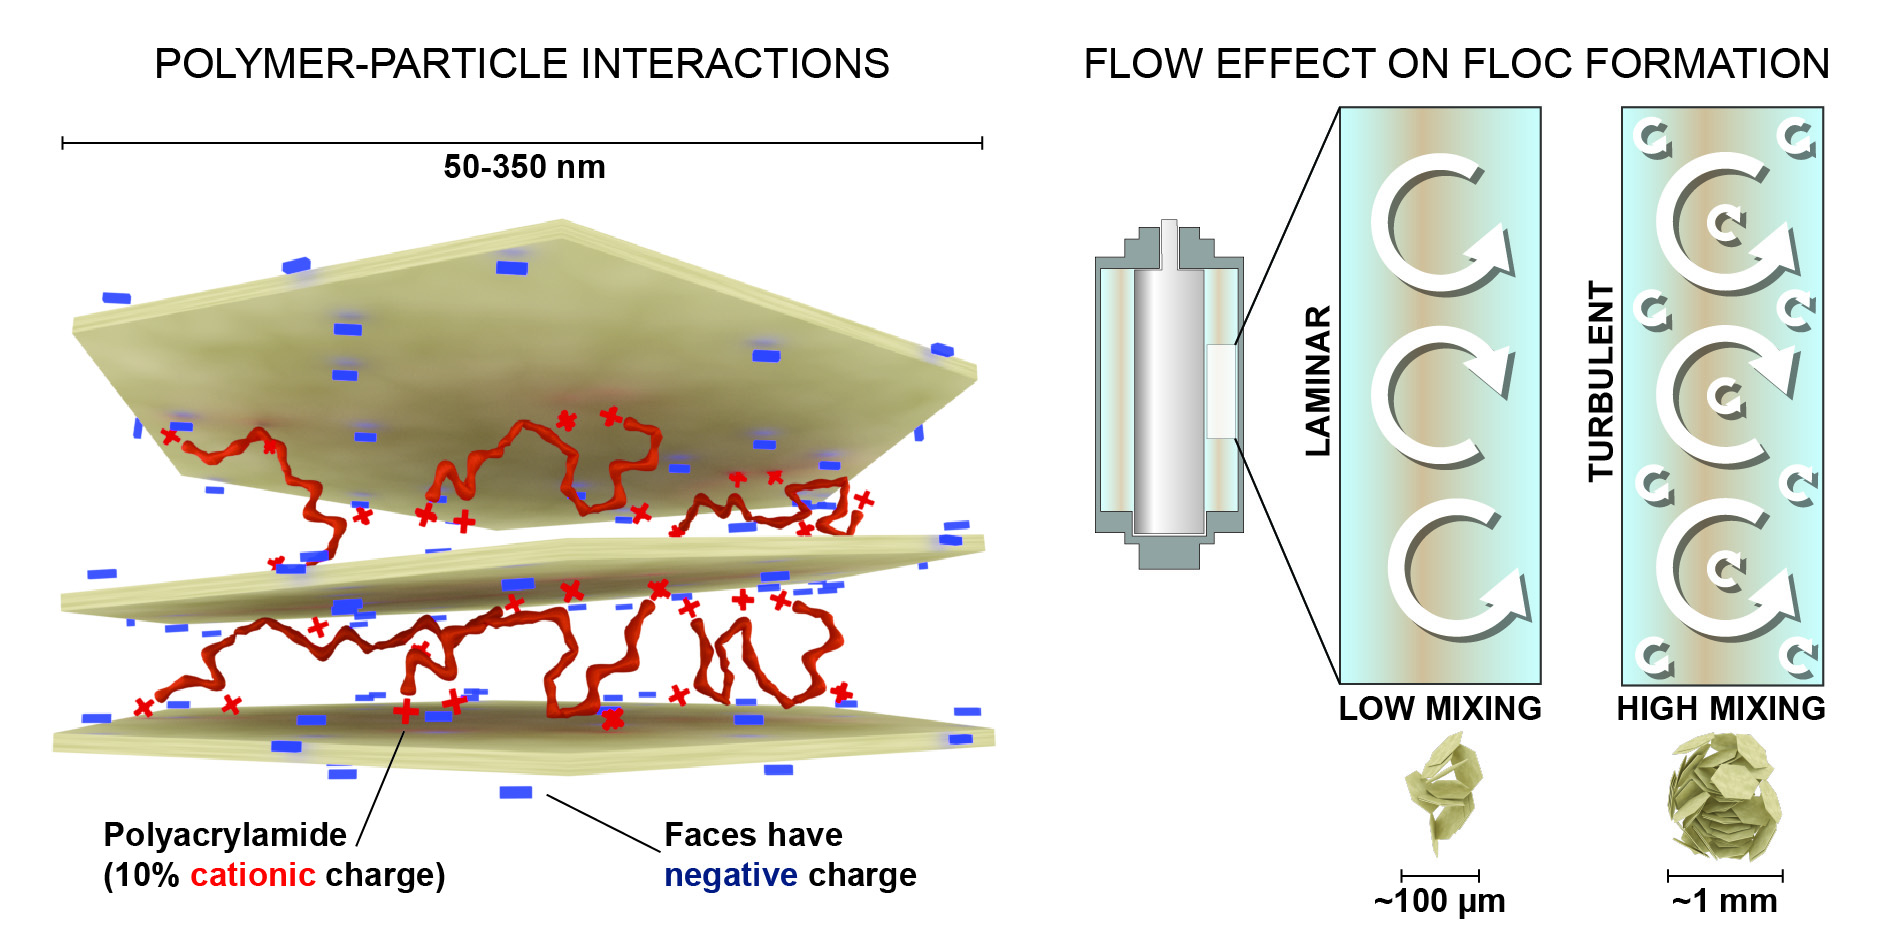 POLYMER-PARTICLE INTERACTIONS
50-350 nm
Polyacrylamide
(10% cationic charge)
Faces have
negative charge
FLOW EFFECT ON FLOC FORMATION
LAMINAR
TURBULENT
LOW MIXING
HIGH MIXING
~100 µm
~1 mm